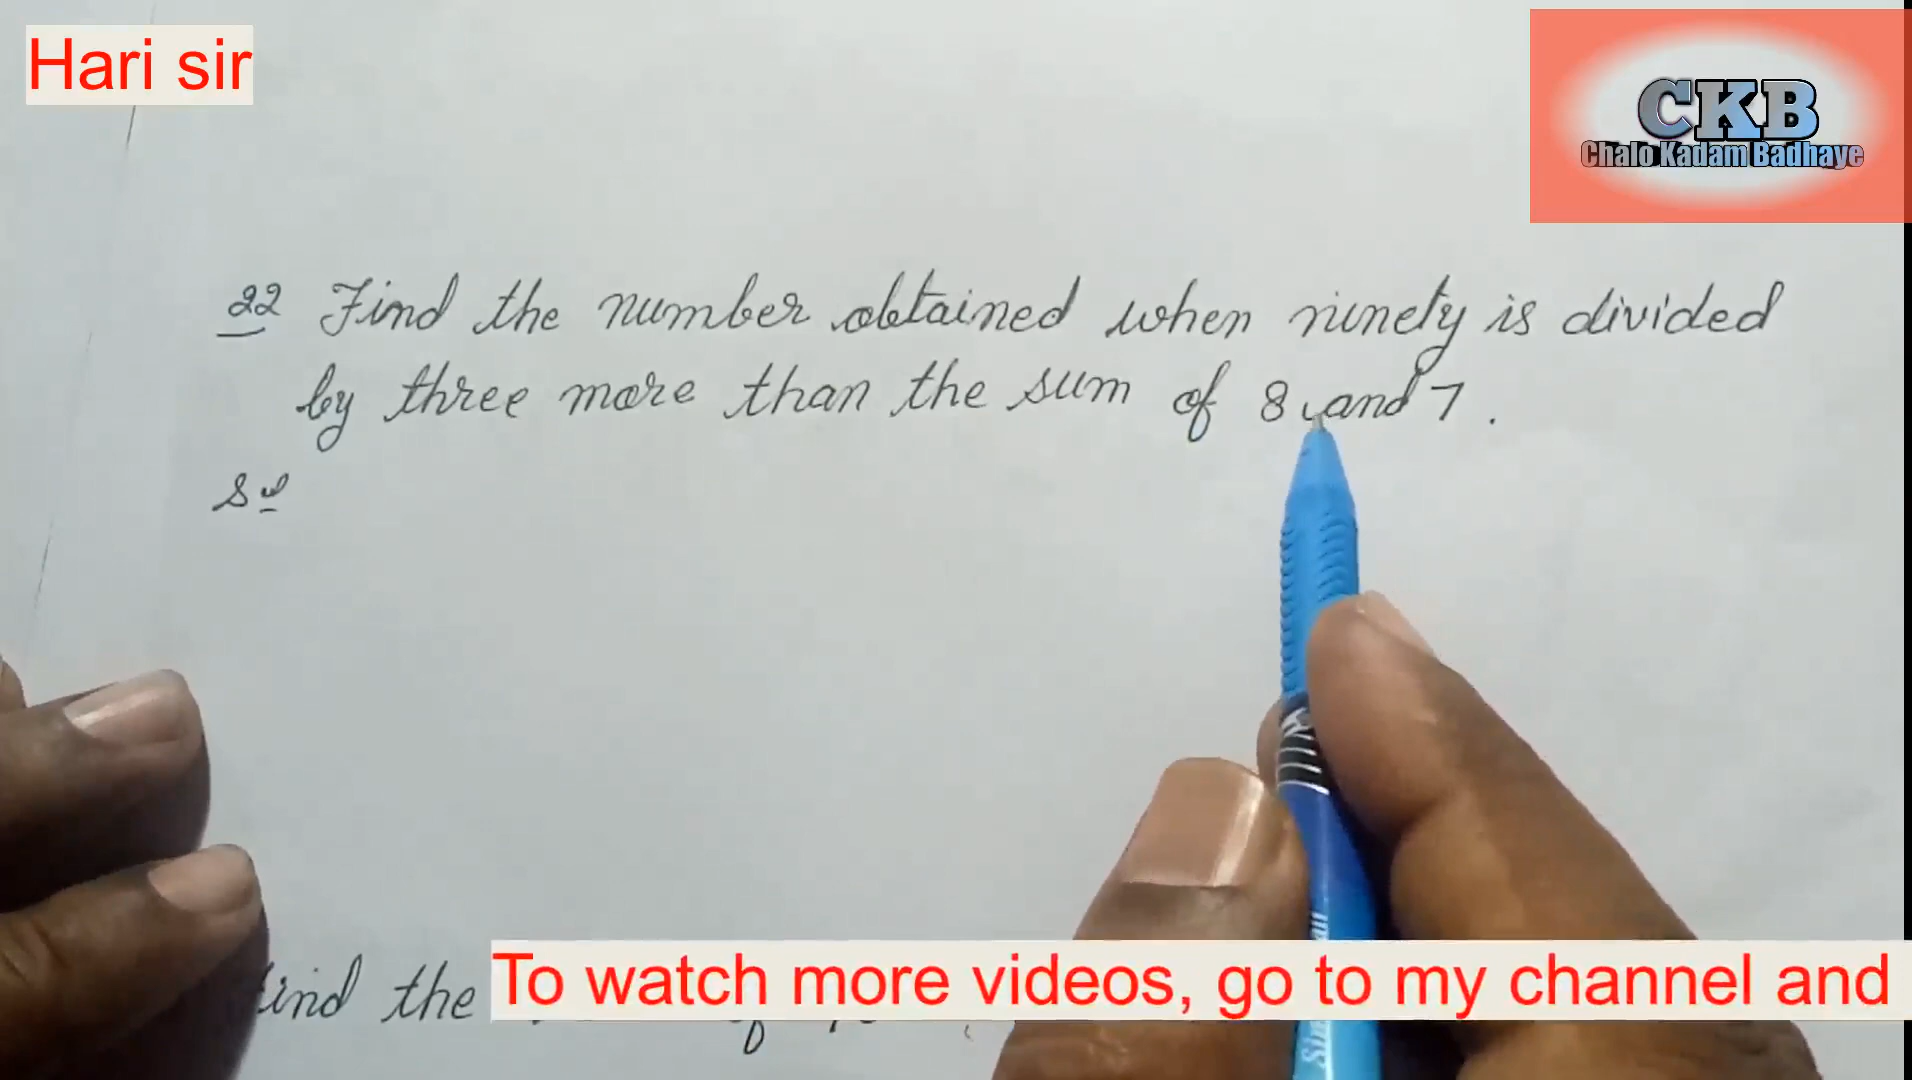 Hari sir
CKB
Chalo Kadam Badhaye
22 Find the number obtained when ninety is divided
by three more than the sum of 8 and 7.
Sol
find the
To watch more videos, go to my channel and